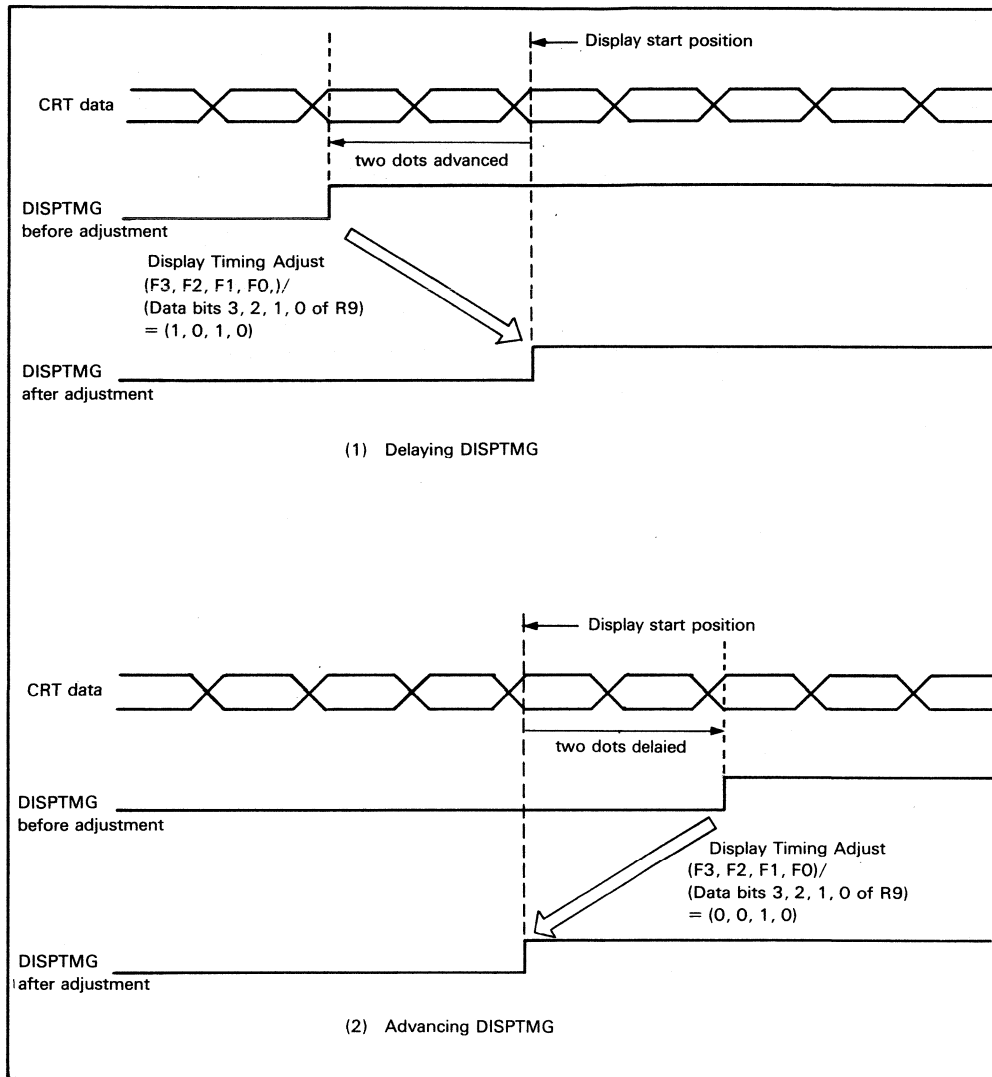 Display start position
CRT data
two dots advanced
DISPTMG
before adjustment
Display Timing Adjust
(F3, F2, F1, F0,)/
(Data bits 3, 2, 1, 0 of R9)
= (1, 0, 1, 0)
DISPTMG
after adjustment
(1) Delaying DISPTMG
Display start position
CRT data
two dots delaied
DISPTMG
before adjustment
Display Timing Adjust
(F3, F2, F1, F0)/
(Data bits 3, 2, 1, 0 of R9)
= (0, 0, 1, 0)
DISPTMG
after adjustment
(2) Advancing DISPTMG